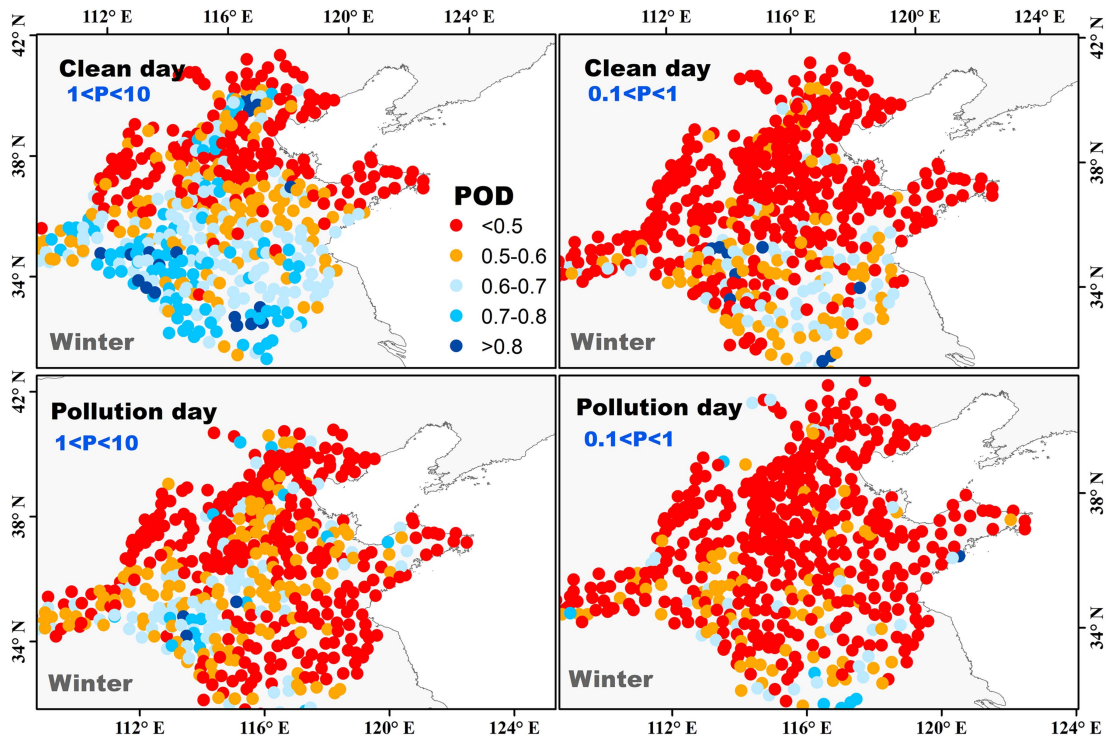 112° E 116° E 120° E 124° E 112° E 116° E 120° E 124° E
42° N
38° N
34° N
Clean day
1<P<10
POD
<0.5
0.5-0.6
0.6-0.7
0.7-0.8
>0.8
Winter
Clean day
0.1<P<1
Winter
42° N
38° N
34° N
42° N
38° N
34° N
Pollution day
1<P<10
Winter
Pollution day
0.1<P<1
Winter
38° N
34° N
112° E 116° E 120° E 124° E 112° E 116° E 120° E 124° E